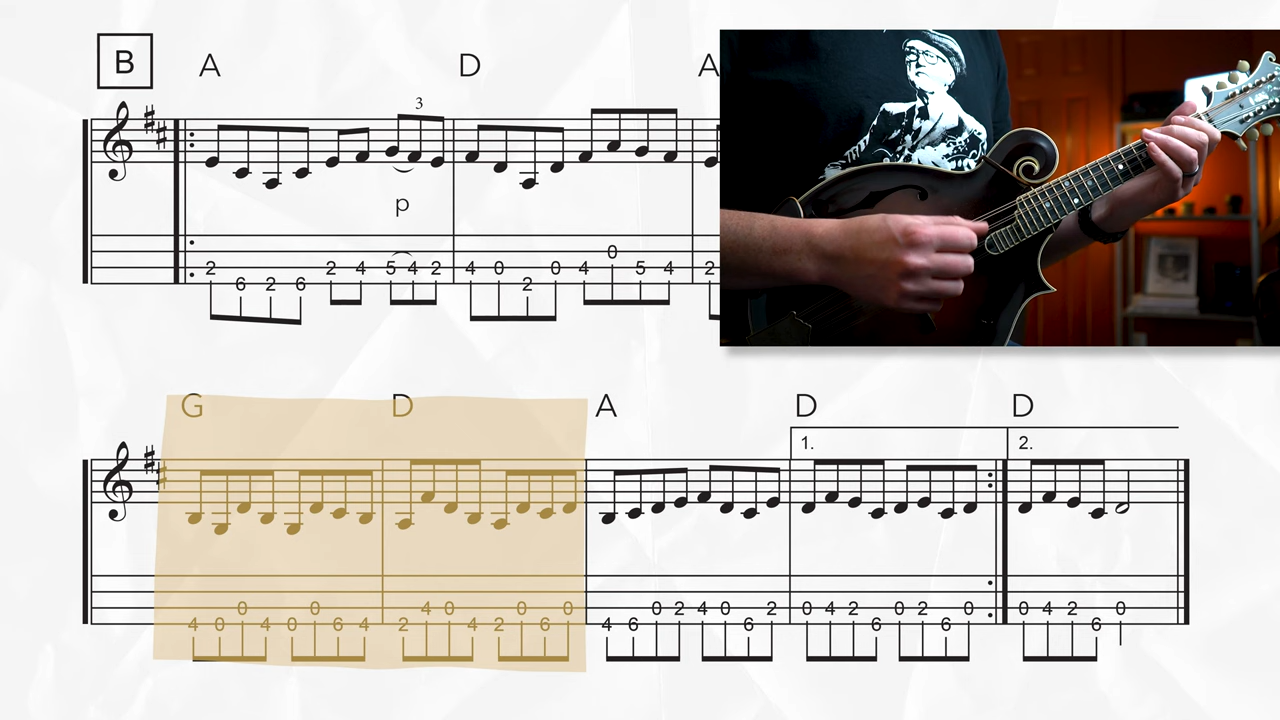 B A D A
3
p
0
2 2 4 5 4 2 4 0 0 4 5 4 2
6 2 6 2
G D A D D
1. 2.
0 0 4 0 0 0 0 2 4 0 2 0 4 2 0 2 0 0 4 2 0
4 0 4 0 6 4 2 4 2 6 4 6 6 6 6 6